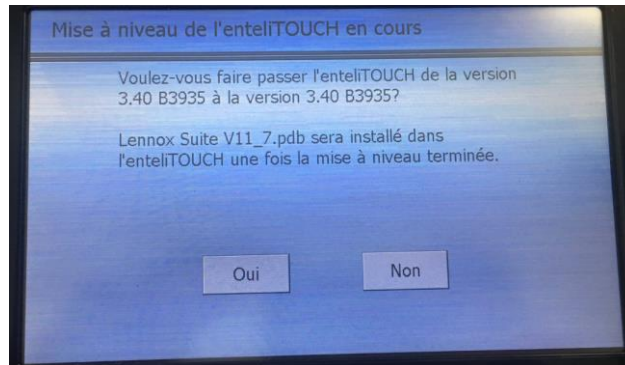 Mise à niveau de l'enteliTOUCH en cours
Voulez-vous faire passer l'enteliTOUCH de la version
3.40 B3935 à la version 3.40 B3935?
Lennox Suite V11_7.pdb sera installé dans
l'enteliTOUCH une fois la mise à niveau terminée.
Oui
Non